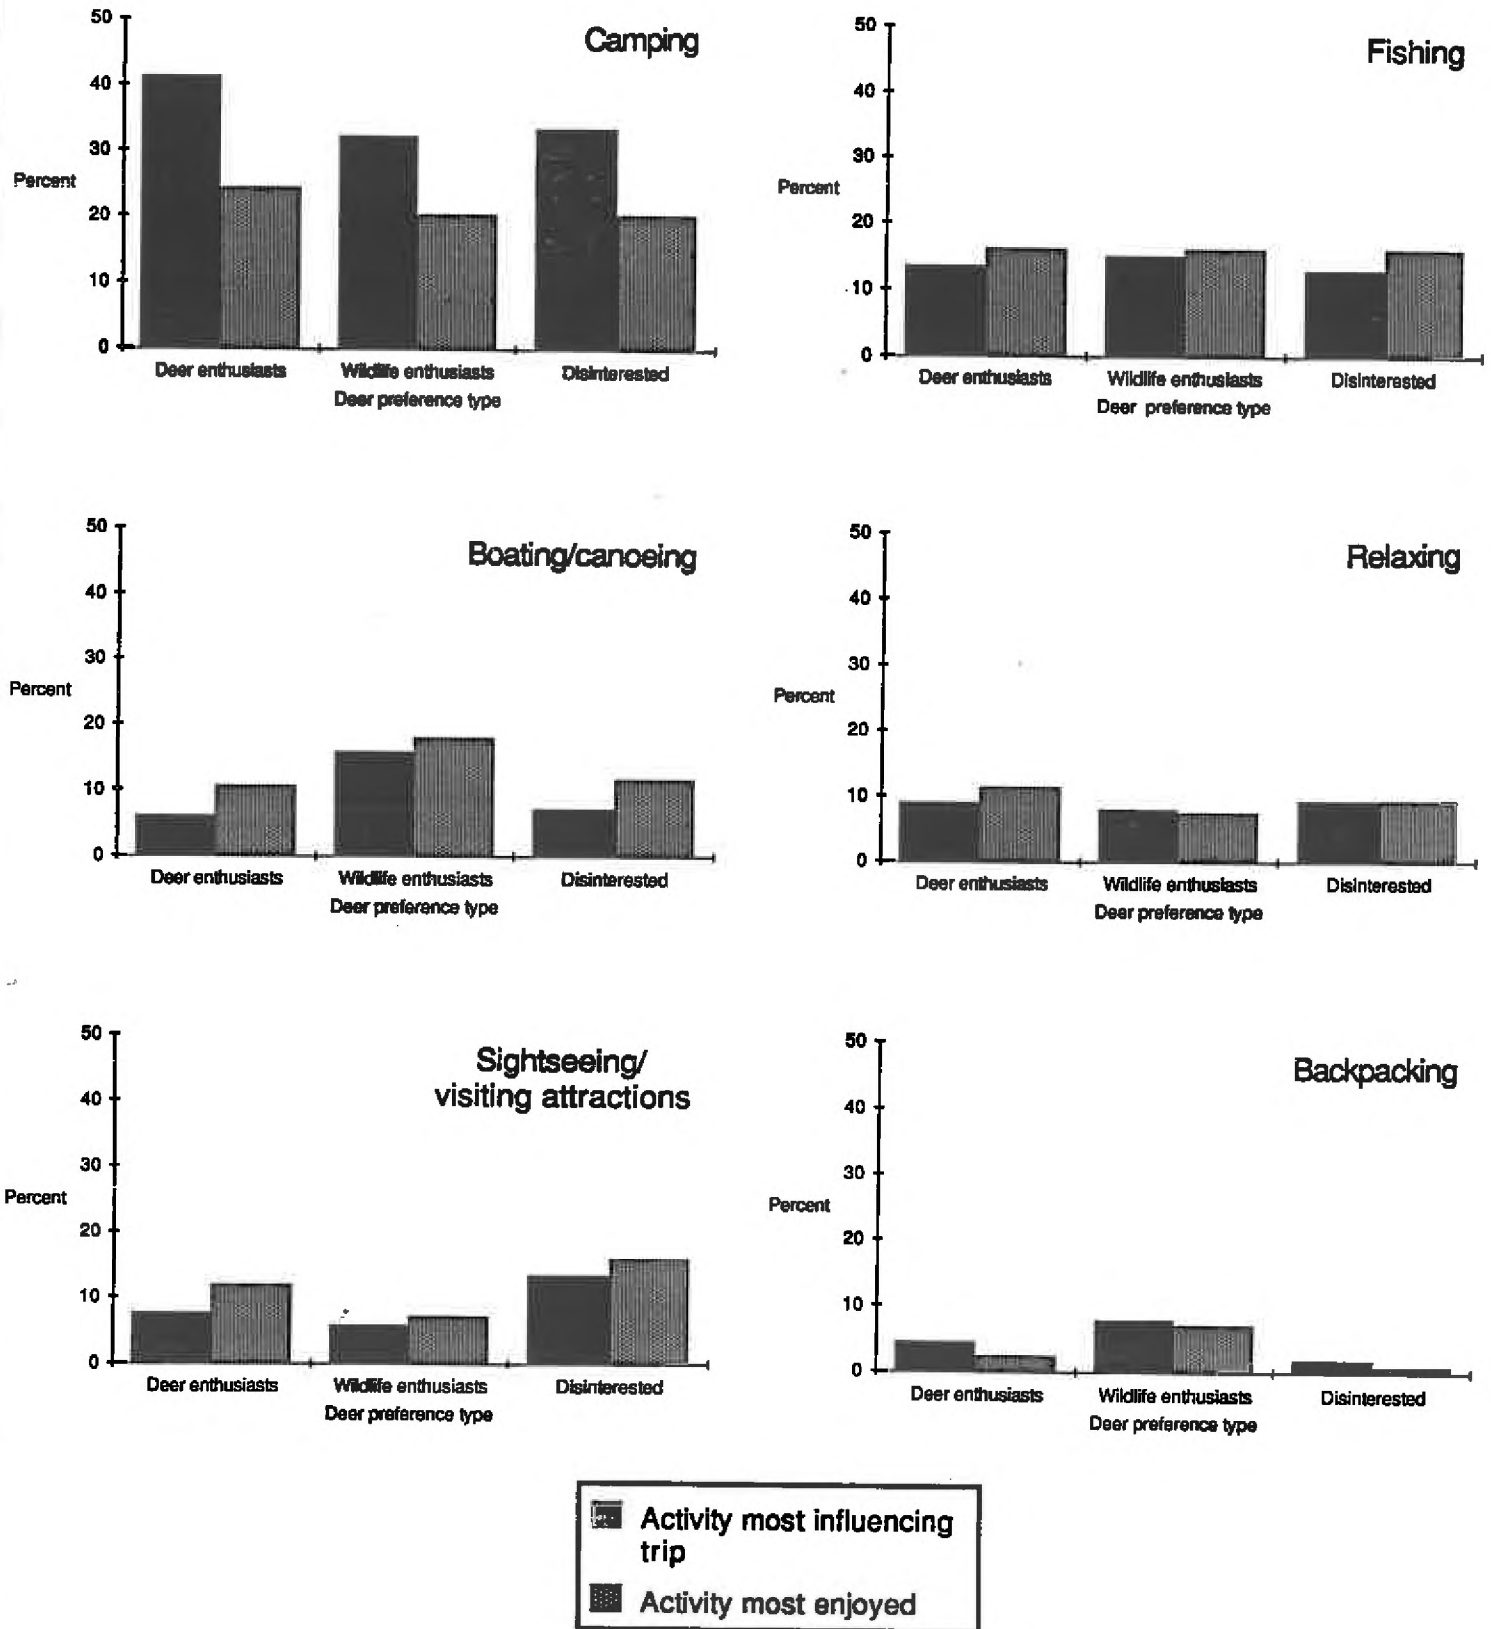 Camping
50
40
30
20
10
0
Percent
Deer enthusiasts
Wildlife enthusiasts
Disinterested
Deer preference type
Fishing
50
40
30
20
10
0
Percent
Deer enthusiasts
Wildlife enthusiasts
Disinterested
Deer preference type
Boating/canoeing
50
40
30
20
10
0
Percent
Deer enthusiasts
Wildlife enthusiasts
Disinterested
Deer preference type
Relaxing
50
40
30
20
10
0
Percent
Deer enthusiasts
Wildlife enthusiasts
Disinterested
Deer preference type
Sightseeing/
visiting attractions
50
40
30
20
10
0
Percent
Deer enthusiasts
Wildlife enthusiasts
Disinterested
Deer preference type
Backpacking
50
40
30
20
10
0
Percent
Deer enthusiasts
Wildlife enthusiasts
Disinterested
Deer preference type
Activity most influencing
trip
Activity most enjoyed